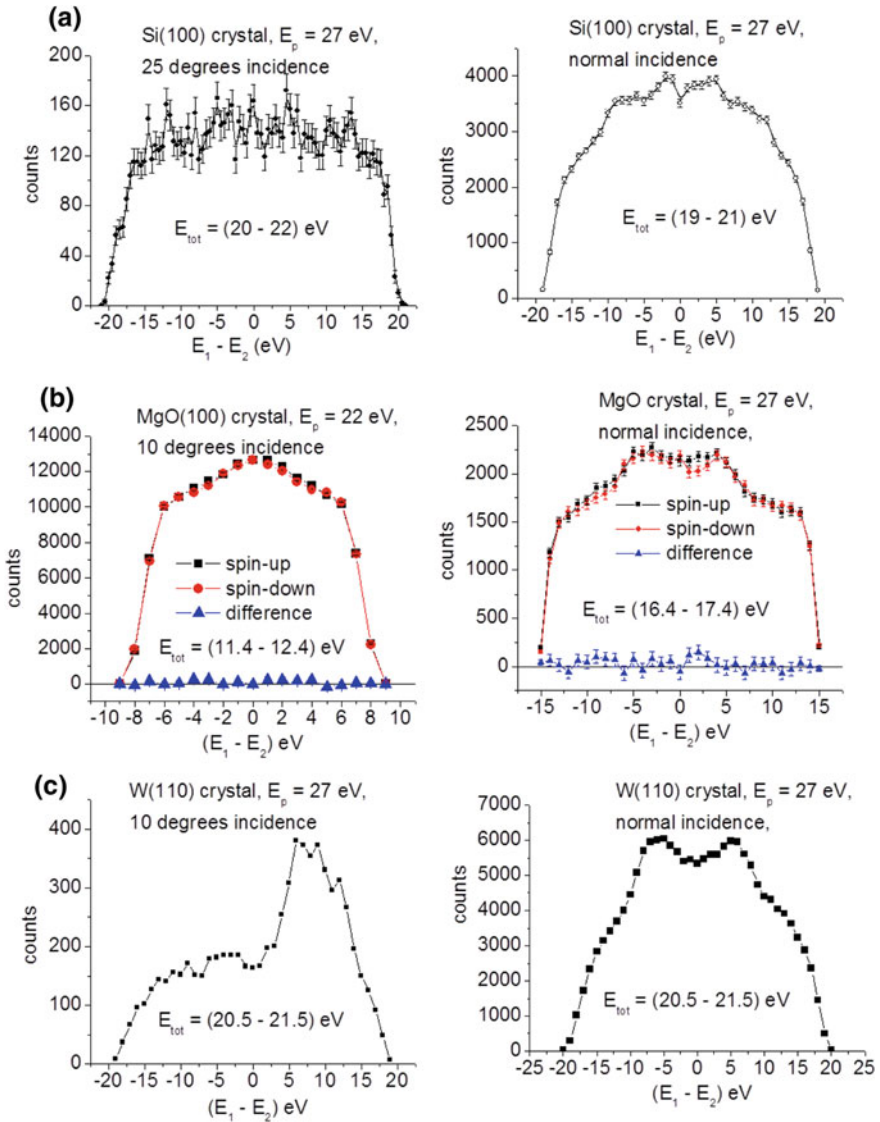 (a)
Si(100) crystal, E_p = 27 eV,
25 degrees incidence
160
120
80
40
0
counts
E_tot = (20 - 22) eV
-20 -15 -10 -5 0 5 10 15 20
E_1 - E_2 (eV)
Si(100) crystal, E_p = 27 eV,
normal incidence
4000
3000
2000
1000
0
counts
E_tot = (19 - 21) eV
-20 -15 -10 -5 0 5 10 15 20
E_1 - E_2 (eV)
(b)
MgO(100) crystal, E_p = 22 eV,
10 degrees incidence
14000
12000
10000
8000
6000
4000
2000
0
counts
spin-up
spin-down
difference
E_tot = (11.4 - 12.4) eV
-10 -8 -6 -4 -2 0 2 4 6 8 10
(E_1 - E_2) eV
MgO crystal, E_p = 27 eV,
normal incidence,
2500
2250
2000
1750
1500
1250
1000
750
500
250
0
counts
spin-up
spin-down
difference
E_tot = (16.4 - 17.4) eV
-15 -10 -5 0 5 10 15
(E_1 - E_2) eV
(c)
W(110) crystal, E_p = 27 eV,
10 degrees incidence
400
300
200
100
0
counts
E_tot = (20.5 - 21.5) eV
-20 -15 -10 -5 0 5 10 15 20
(E_1 - E_2) eV
W(110) crystal, E_p = 27 eV,
normal incidence,
7000
6000
5000
4000
3000
2000
1000
0
counts
E_tot = (20.5 - 21.5) eV
-25 -20 -15 -10 -5 0 5 10 15 20 25
(E_1 - E_2) eV